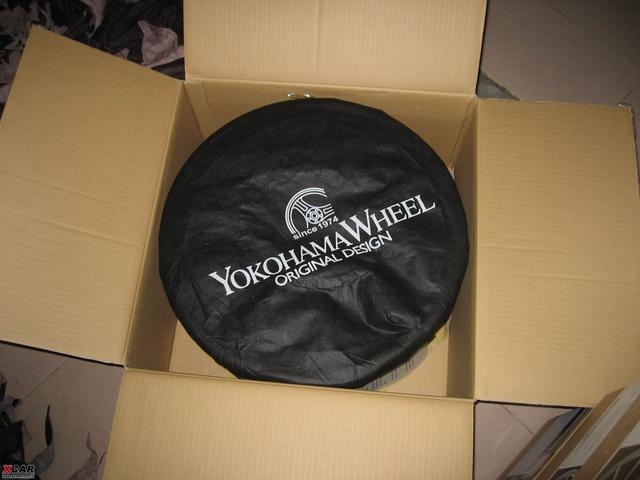 since 1974
YOKOHAMA WHEEL
ORIGINAL DESIGN
XCAR